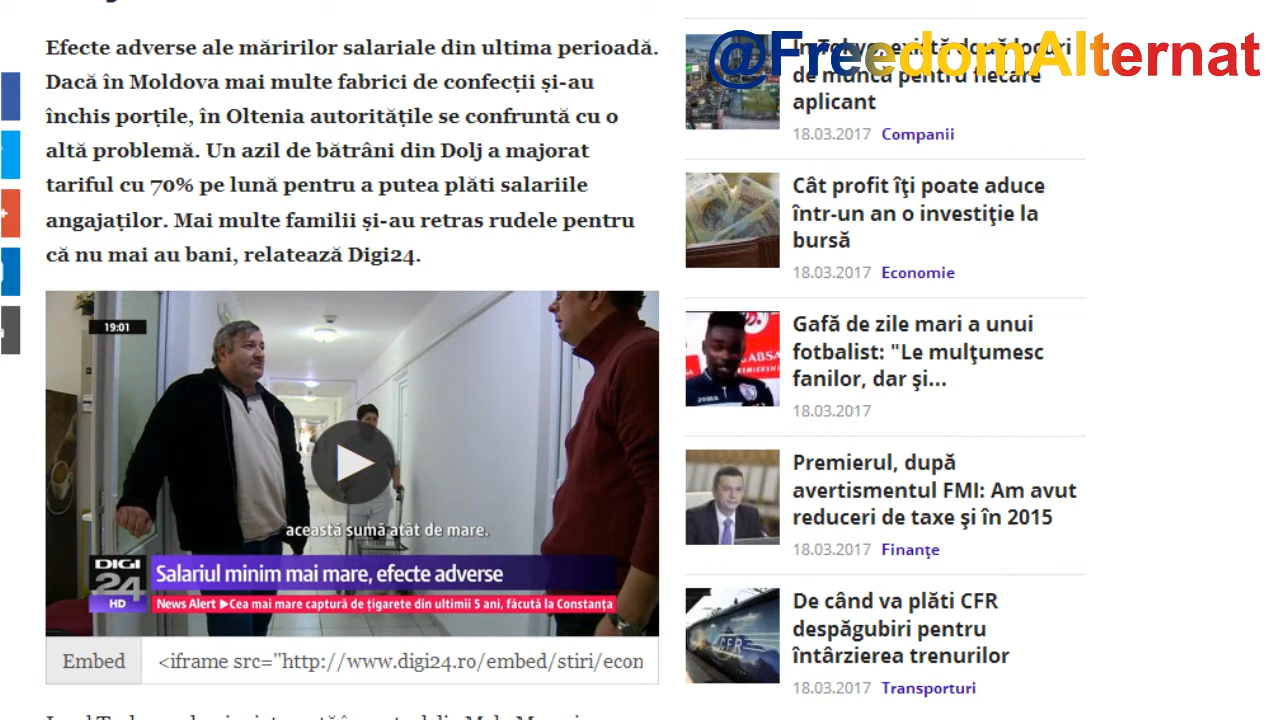 Efecte adverse ale măririlor salariale din ultima perioadă.
Dacă în Moldova mai multe fabrici de confecții și-au
închis porțile, în Oltenia autoritățile se confruntă cu o
altă problemă. Un azil de bătrâni din Dolj a majorat
tariful cu 70% pe lună pentru a putea plăti salariile
angajaților. Mai multe familii și-au retras rudele pentru
că nu mai au bani, relatează Digi24.
19:01
această sumă atât de mare.
DIGI
24
HD
Salariul minim mai mare, efecte adverse
News Alert ▶Cea mai mare captură de țigarete din ultimii 5 ani, făcută la Constanța
Embed
<iframe src="http://www.digi24.ro/embed/stiri/econ
@FreedomAlternat
În Tokyo, există două locuri
de muncă pentru fiecare
aplicant
18.03.2017 Companii
Cât profit îţi poate aduce
într-un an o investiţie la
bursă
18.03.2017 Economie
Gafă de zile mari a unui
fotbalist: "Le mulţumesc
fanilor, dar şi...
18.03.2017
Premierul, după
avertismentul FMI: Am avut
reduceri de taxe şi în 2015
18.03.2017 Finanţe
CFR
De când va plăti CFR
despăgubiri pentru
întârzierea trenurilor
18.03.2017 Transporturi